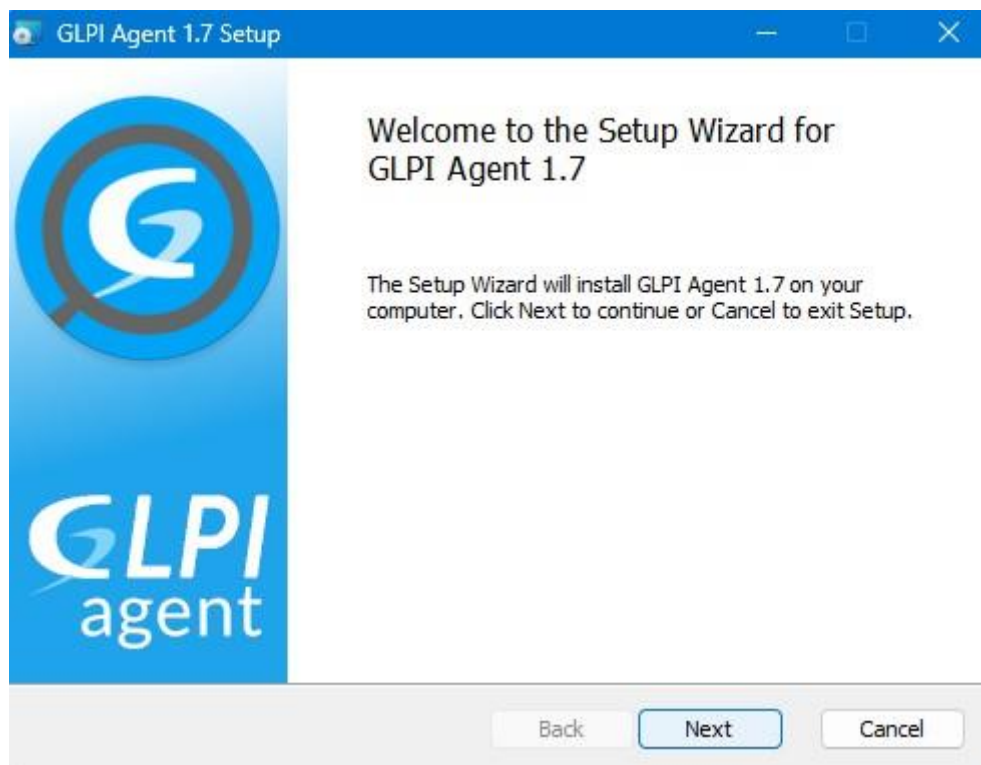 GLPI Agent 1.7 Setup
Welcome to the Setup Wizard for
GLPI Agent 1.7
The Setup Wizard will install GLPI Agent 1.7 on your
computer. Click Next to continue or Cancel to exit Setup.
GLPI
agent
Back
Next
Cancel